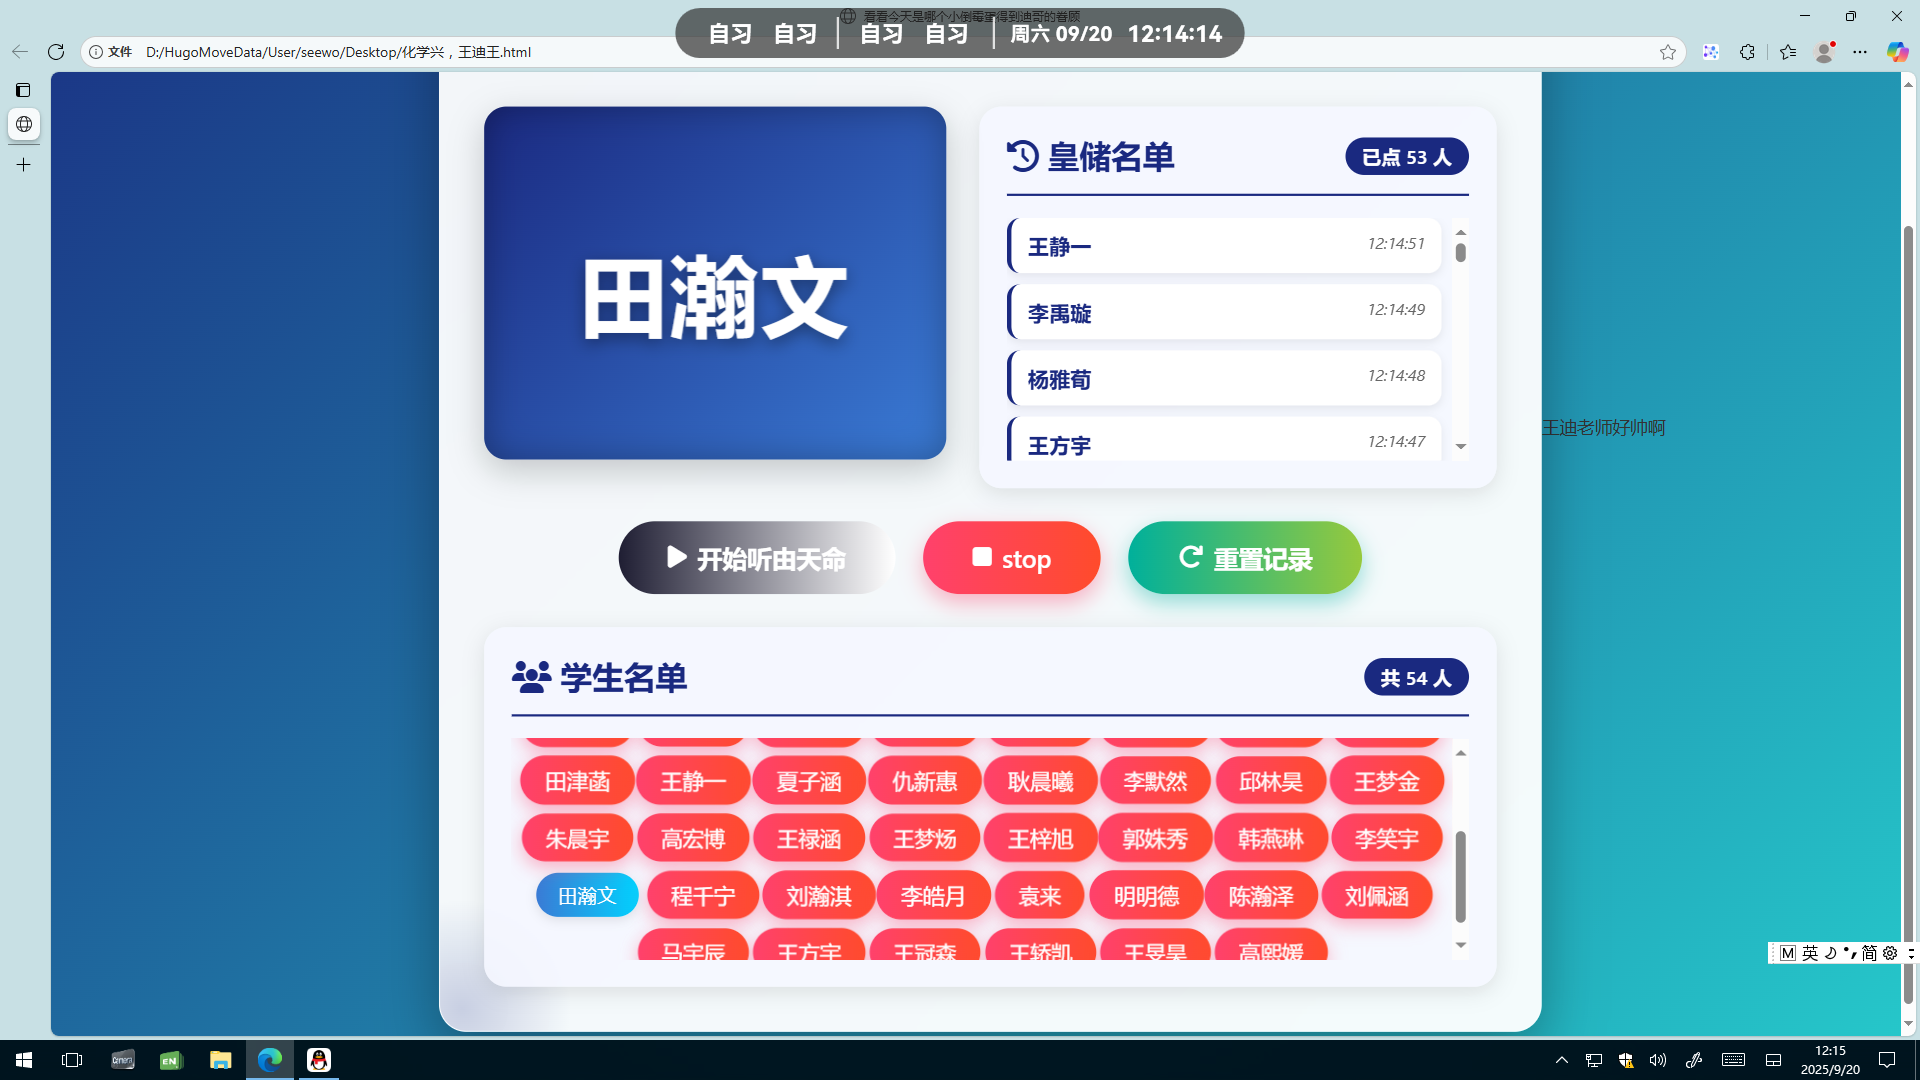 看看今天是哪个小倒霉蛋得到迪哥的眷顾
自习 自习 自习 自习 周六 09/20 12:14:14
文件 D:/HugoMoveData/User/seewo/Desktop/化学兴，王迪王.html
田瀚文
皇储名单 已点 53 人
王静一 12:14:51
李禹璇 12:14:49
杨雅荀 12:14:48
王方宇 12:14:47
王迪老师好帅啊
开始听由天命 stop 重置记录
学生名单 共 54 人
田津菡 王静一 夏子涵 仇新惠 耿晨曦 李默然 邱林昊 王梦金
朱晨宇 高宏博 王禄涵 王梦炀 王梓旭 郭姝秀 韩燕琳 李笑宇
田瀚文 程千宁 刘瀚淇 李皓月 袁来 明明德 陈瀚泽 刘佩涵
马宇辰 王方宇 王冠森 王轿凯 王昱昊 高熙媛
M 英 简
EN
12:15
2025/9/20